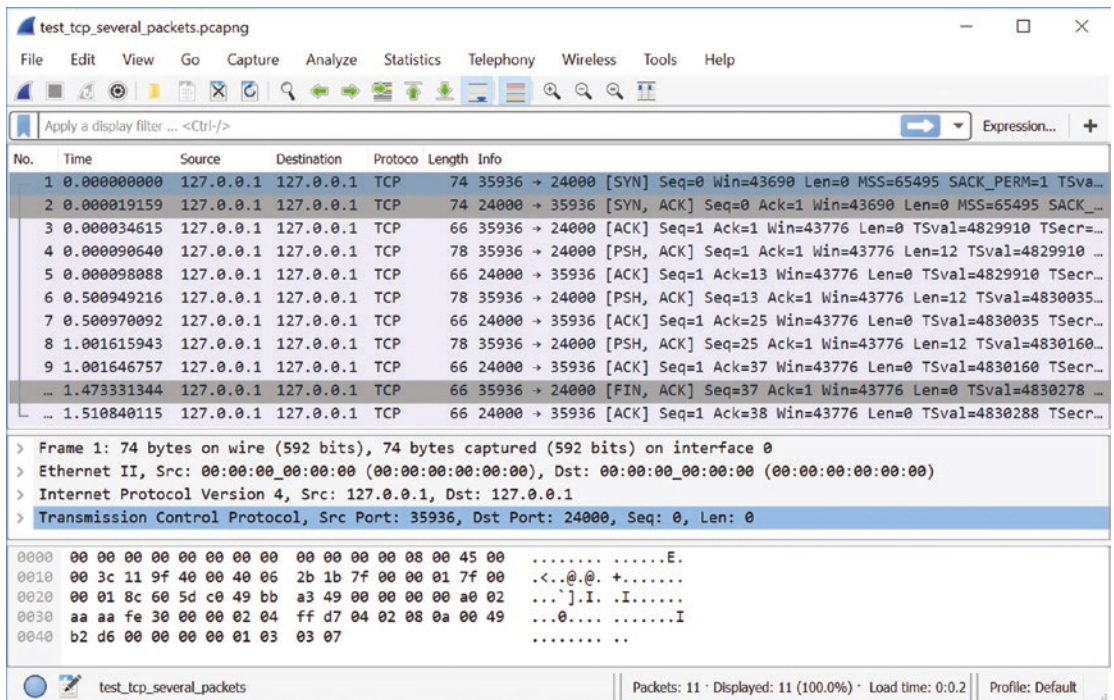 test_tcp_several_packets.pcapng
File Edit View Go Capture Analyze Statistics Telephony Wireless Tools Help
Apply a display filter ... <Ctrl-/> Expression... +
No. Time Source Destination Protoco Length Info
1 0.000000000 127.0.0.1 127.0.0.1 TCP 74 35936 → 24000 [SYN] Seq=0 Win=43690 Len=0 MSS=65495 SACK_PERM=1 TSva…
2 0.000019159 127.0.0.1 127.0.0.1 TCP 74 24000 → 35936 [SYN, ACK] Seq=0 Ack=1 Win=43690 Len=0 MSS=65495 SACK_…
3 0.000034615 127.0.0.1 127.0.0.1 TCP 66 35936 → 24000 [ACK] Seq=1 Ack=1 Win=43776 Len=0 TSval=4829910 TSecr=…
4 0.000090640 127.0.0.1 127.0.0.1 TCP 78 35936 → 24000 [PSH, ACK] Seq=1 Ack=1 Win=43776 Len=12 TSval=4829910 …
5 0.000098088 127.0.0.1 127.0.0.1 TCP 66 24000 → 35936 [ACK] Seq=1 Ack=13 Win=43776 Len=0 TSval=4829910 TSecr…
6 0.500949216 127.0.0.1 127.0.0.1 TCP 78 35936 → 24000 [PSH, ACK] Seq=13 Ack=1 Win=43776 Len=12 TSval=4830035…
7 0.500970092 127.0.0.1 127.0.0.1 TCP 66 24000 → 35936 [ACK] Seq=1 Ack=25 Win=43776 Len=0 TSval=4830035 TSecr…
8 1.001615943 127.0.0.1 127.0.0.1 TCP 78 35936 → 24000 [PSH, ACK] Seq=25 Ack=1 Win=43776 Len=12 TSval=4830160…
9 1.001646757 127.0.0.1 127.0.0.1 TCP 66 24000 → 35936 [ACK] Seq=1 Ack=37 Win=43776 Len=0 TSval=4830160 TSecr…
… 1.473331344 127.0.0.1 127.0.0.1 TCP 66 35936 → 24000 [FIN, ACK] Seq=37 Ack=1 Win=43776 Len=0 TSval=4830278 …
… 1.510840115 127.0.0.1 127.0.0.1 TCP 66 24000 → 35936 [ACK] Seq=1 Ack=38 Win=43776 Len=0 TSval=4830288 TSecr…
> Frame 1: 74 bytes on wire (592 bits), 74 bytes captured (592 bits) on interface 0
> Ethernet II, Src: 00:00:00_00:00:00 (00:00:00:00:00:00), Dst: 00:00:00_00:00:00 (00:00:00:00:00:00)
> Internet Protocol Version 4, Src: 127.0.0.1, Dst: 127.0.0.1
> Transmission Control Protocol, Src Port: 35936, Dst Port: 24000, Seq: 0, Len: 0
0000 00 00 00 00 00 00 00 00 00 00 00 00 08 00 45 00 ........ ......E.
0010 00 3c 11 9f 40 00 40 06 2b 1b 7f 00 00 01 7f 00 .<..@.@. +.......
0020 00 01 8c 60 5d c0 49 bb a3 49 00 00 00 00 a0 02 ...`].I. .I......
0030 aa aa fe 30 00 00 02 04 ff d7 04 02 08 0a 00 49 ...0.... .......I
0040 b2 d6 00 00 00 00 01 03 03 07 ........ ..
test_tcp_several_packets Packets: 11 · Displayed: 11 (100.0%) · Load time: 0:0.2 Profile: Default